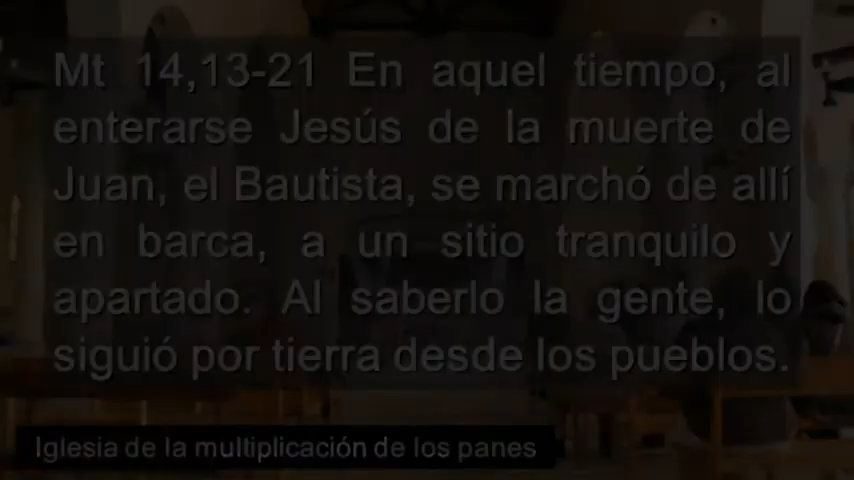 Mt 14,13-21 En aquel tiempo, al
enterarse Jesús de la muerte de
Juan, el Bautista, se marchó de allí
en barca, a un sitio tranquilo y
apartado. Al saberlo la gente, lo
siguió por tierra desde los pueblos.
Iglesia de la multiplicación de los panes